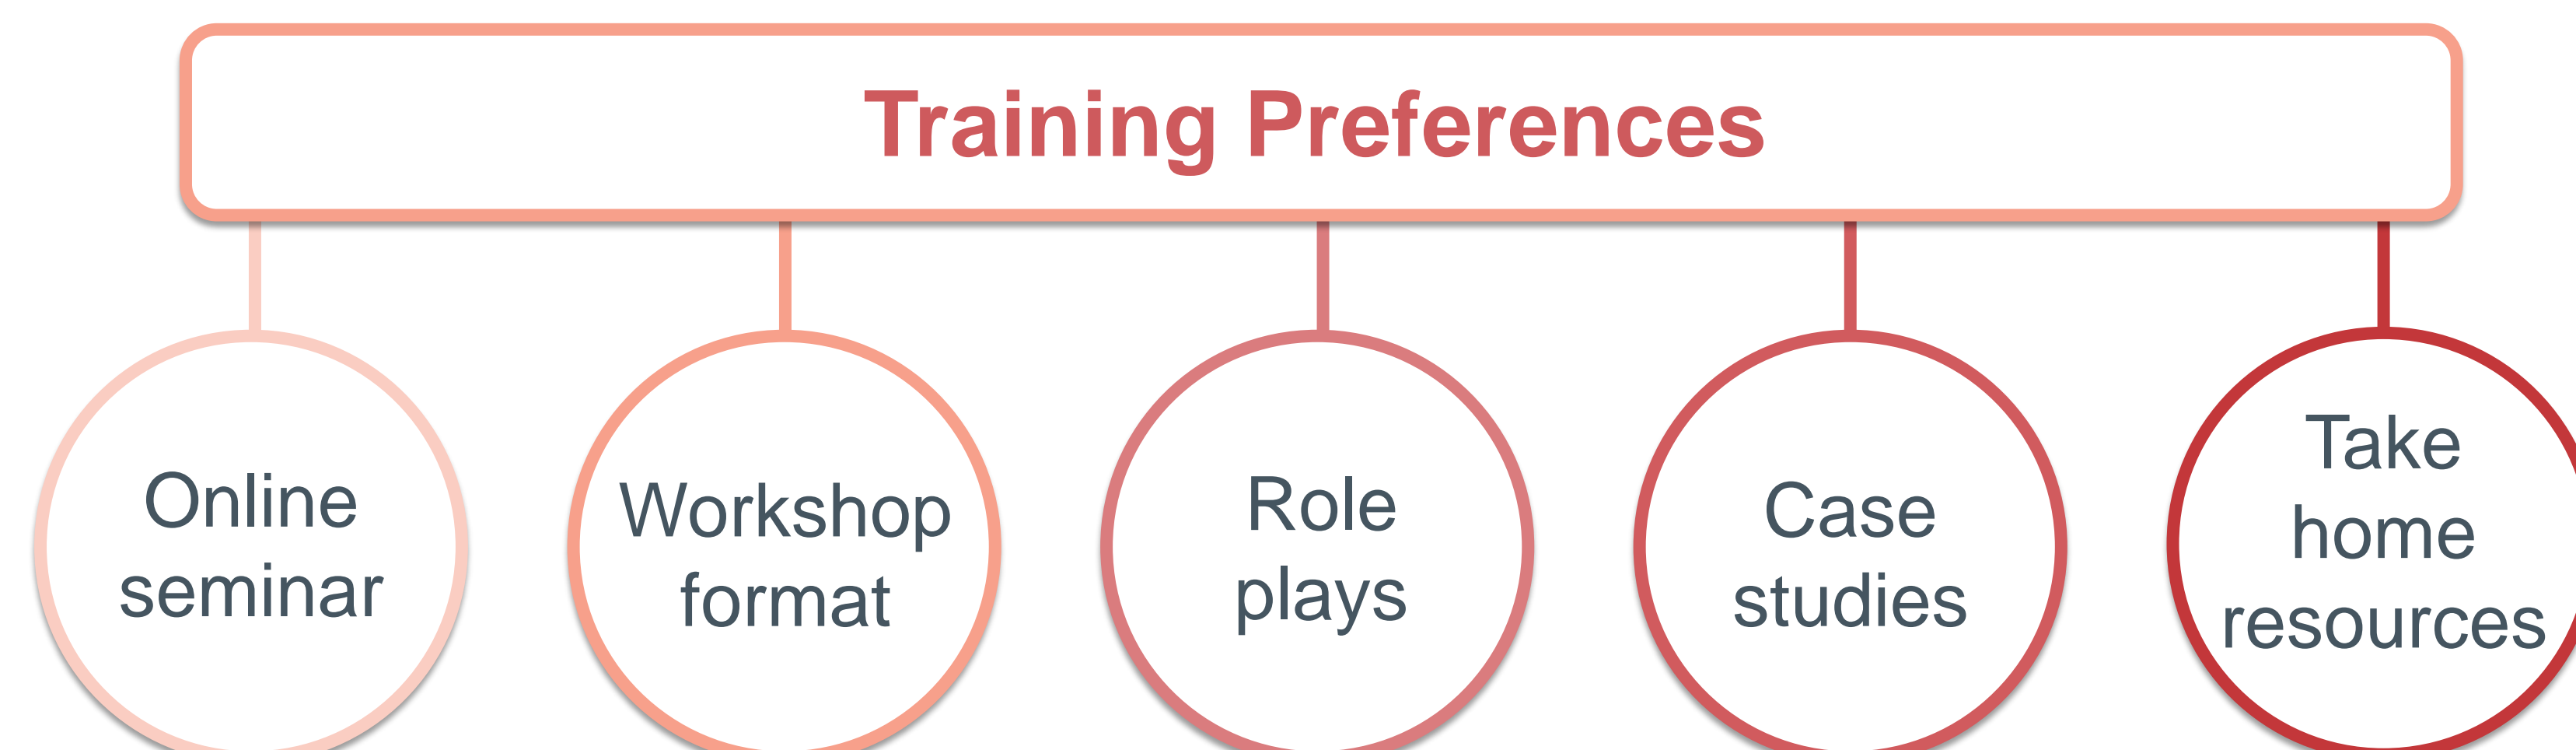 Training Preferences
Online
seminar
Workshop
format
Role
plays
Case
studies
Take
home
resources